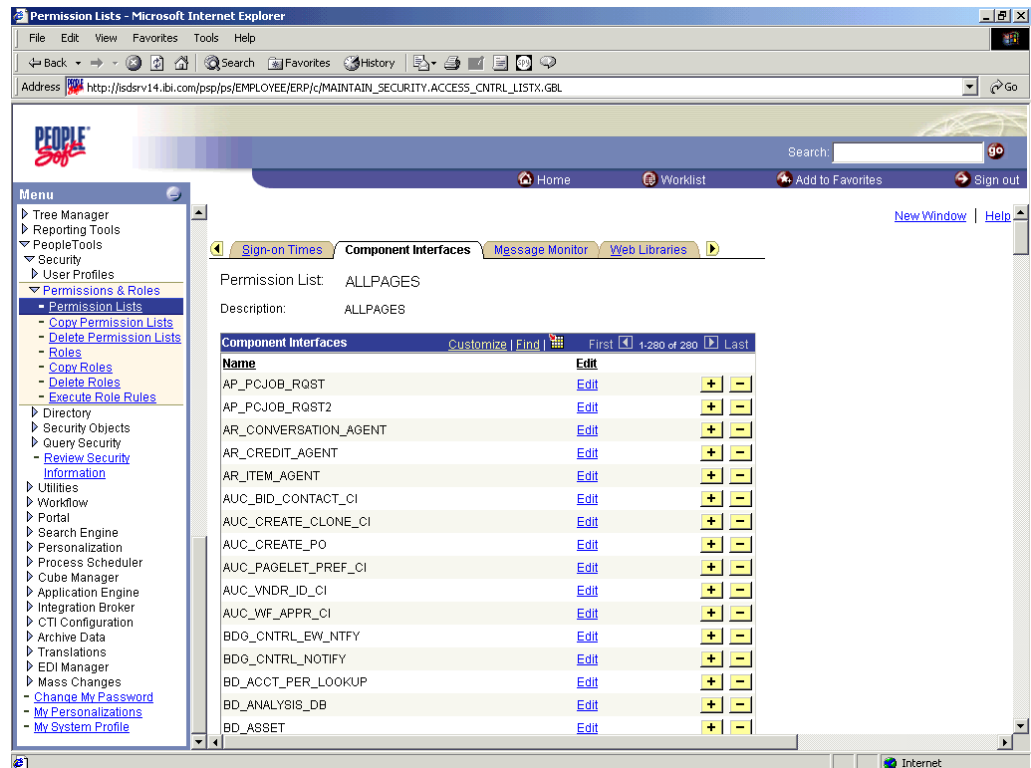 Permission Lists - Microsoft Internet Explorer
File Edit View Favorites Tools Help
Back Search Favorites History
Address http://isdsrv14.ibi.com/psp/ps/EMPLOYEE/ERP/c/MAINTAIN_SECURITY.ACCESS_CNTRL_LISTX.GBL Go
PEOPLE
Soft
Search: go
Home Worklist Add to Favorites Sign out
Menu
Tree Manager
Reporting Tools
PeopleTools
Security
User Profiles
Permissions & Roles
- Permission Lists
- Copy Permission Lists
- Delete Permission Lists
- Roles
- Copy Roles
- Delete Roles
- Execute Role Rules
Directory
Security Objects
Query Security
- Review Security
Information
Utilities
Workflow
Portal
Search Engine
Personalization
Process Scheduler
Cube Manager
Application Engine
Integration Broker
CTI Configuration
Archive Data
Translations
EDI Manager
Mass Changes
- Change My Password
- My Personalizations
- My System Profile
New Window | Help
Sign-on Times Component Interfaces Message Monitor Web Libraries
Permission List: ALLPAGES
Description: ALLPAGES
Component Interfaces Customize | Find | First 1-280 of 280 Last
Name Edit
AP_PCJOB_RQST Edit + -
AP_PCJOB_RQST2 Edit + -
AR_CONVERSATION_AGENT Edit + -
AR_CREDIT_AGENT Edit + -
AR_ITEM_AGENT Edit + -
AUC_BID_CONTACT_CI Edit + -
AUC_CREATE_CLONE_CI Edit + -
AUC_CREATE_PO Edit + -
AUC_PAGELET_PREF_CI Edit + -
AUC_VNDR_ID_CI Edit + -
AUC_WF_APPR_CI Edit + -
BDG_CNTRL_EW_NTFY Edit + -
BDG_CNTRL_NOTIFY Edit + -
BD_ACCT_PER_LOOKUP Edit + -
BD_ANALYSIS_DB Edit + -
BD_ASSET Edit + -
Internet